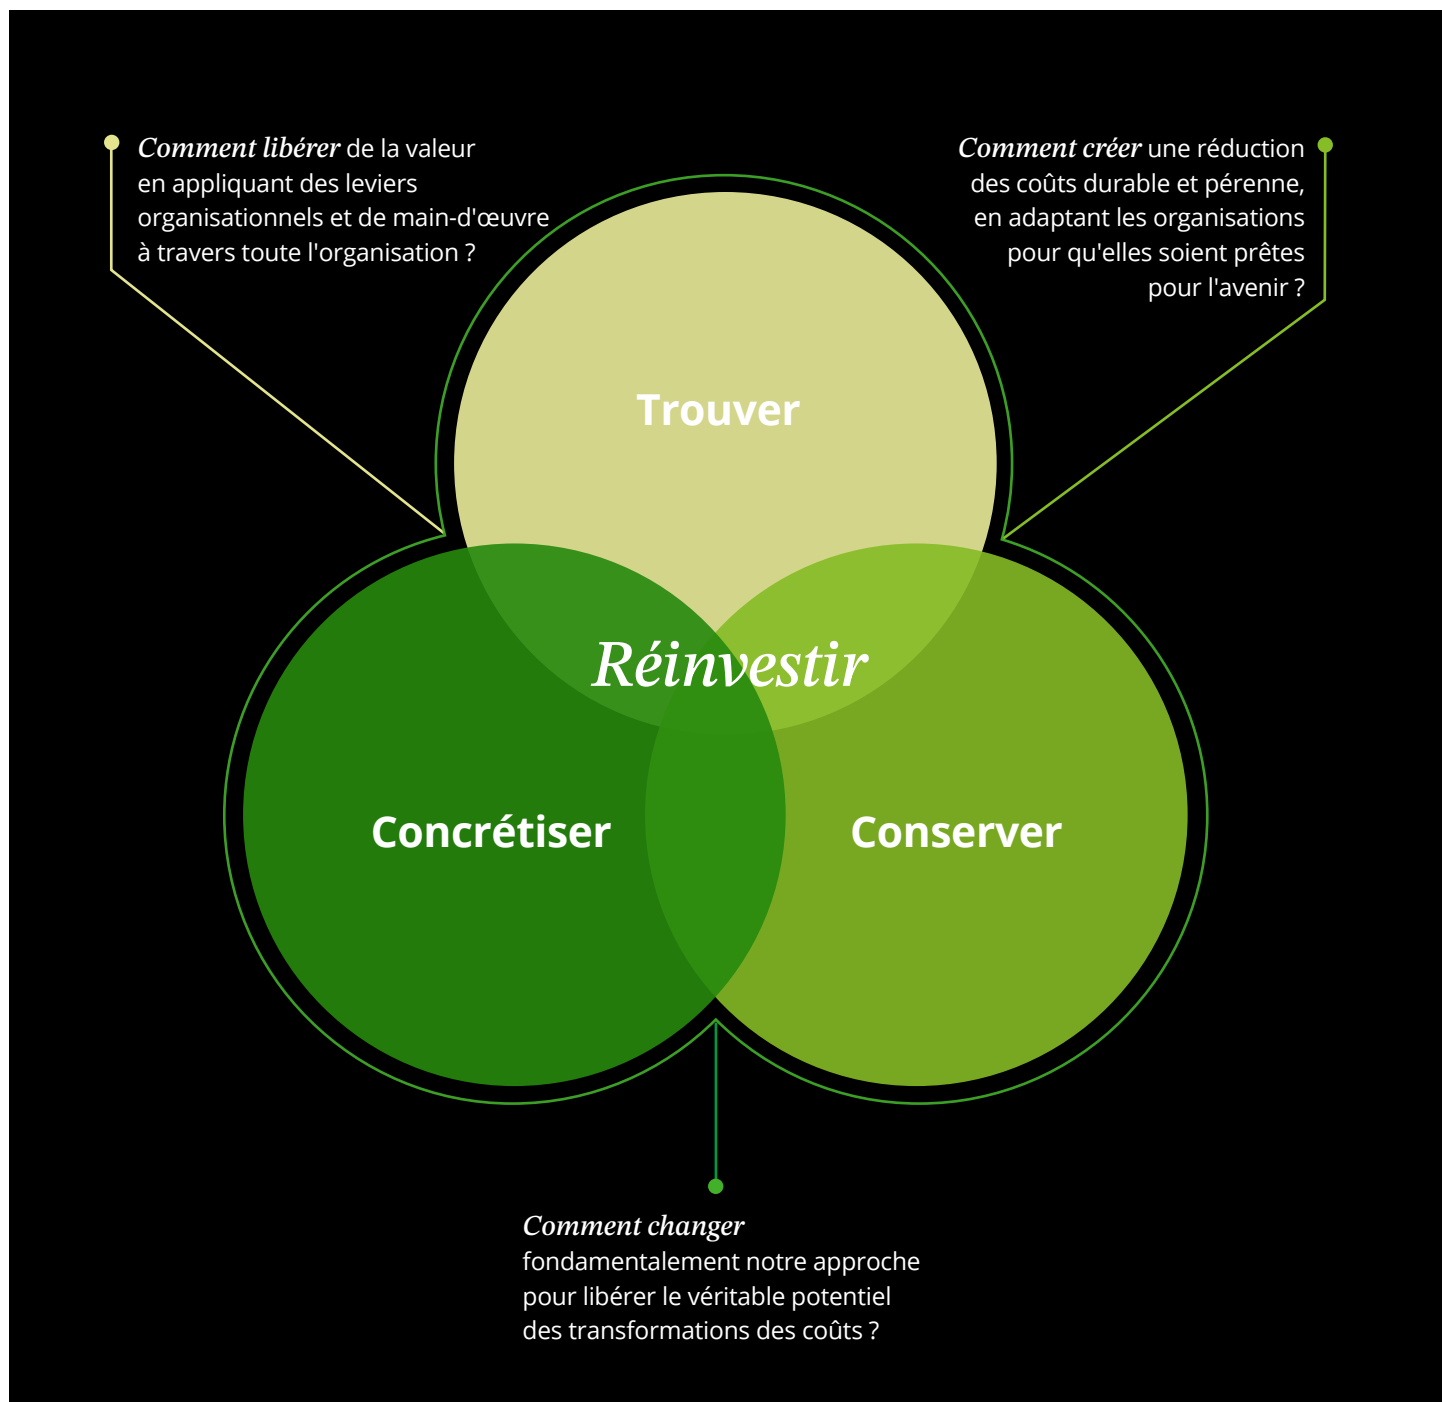 Comment libérer de la valeur
en appliquant des leviers
organisationnels et de main-d'œuvre
à travers toute l'organisation ?
Comment créer une réduction
des coûts durable et pérenne,
en adaptant les organisations
pour qu'elles soient prêtes
pour l'avenir ?
Trouver
Réinvestir
Concrétiser
Conserver
Comment changer
fondamentalement notre approche
pour libérer le véritable potentiel
des transformations des coûts ?